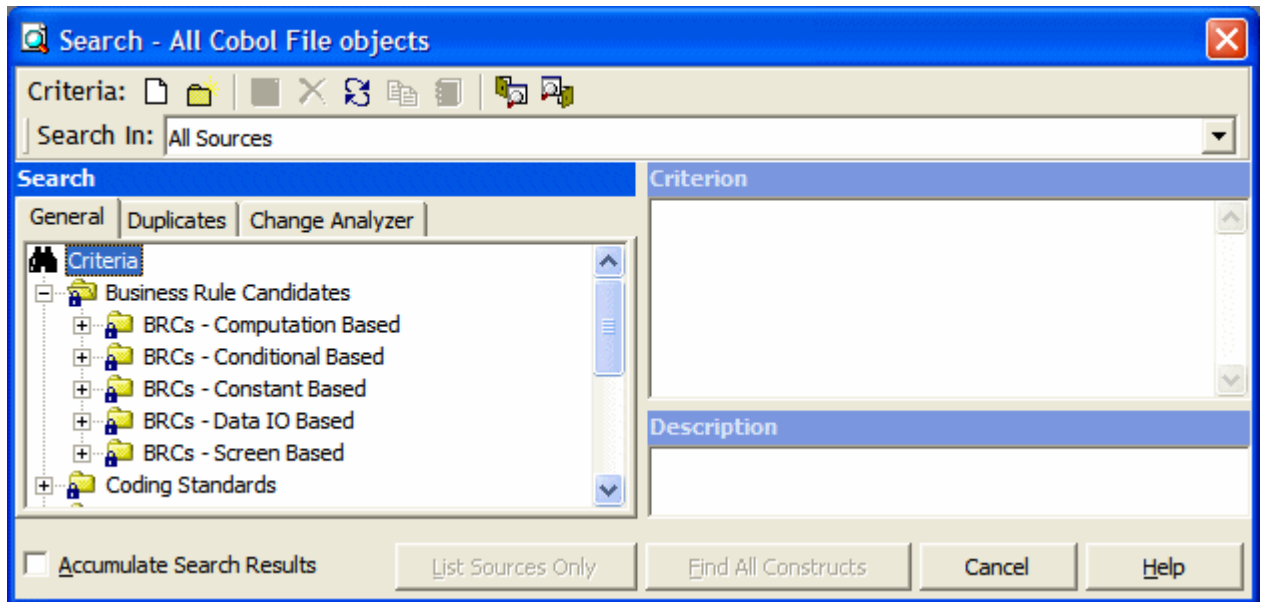 Search - All Cobol File objects
Criteria:
Search In: All Sources
Search
Criterion
General Duplicates Change Analyzer
Criteria
Business Rule Candidates
BRCs - Computation Based
BRCs - Conditional Based
BRCs - Constant Based
BRCs - Data IO Based
BRCs - Screen Based
Coding Standards
Description
Accumulate Search Results
List Sources Only
Find All Constructs
Cancel
Help